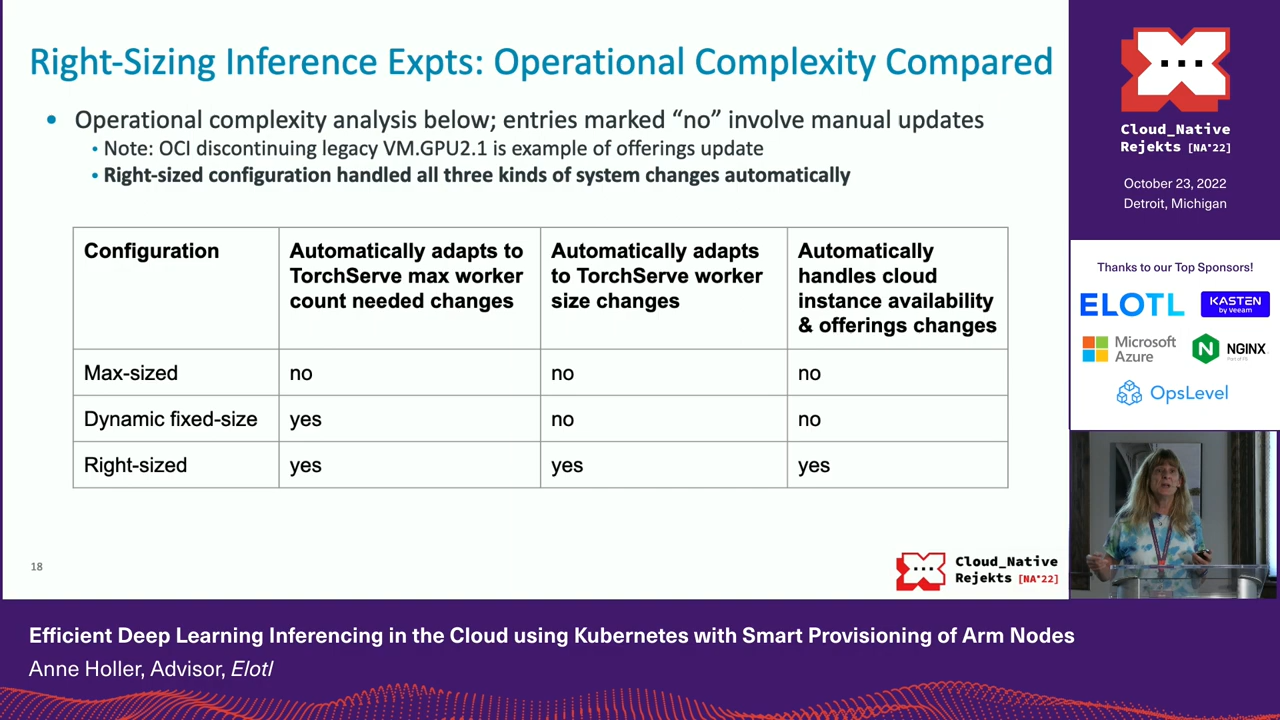 Right-Sizing Inference Expts: Operational Complexity Compared
• Operational complexity analysis below; entries marked “no” involve manual updates
• Note: OCI discontinuing legacy VM.GPU2.1 is example of offerings update
• Right-sized configuration handled all three kinds of system changes automatically
Configuration
Automatically adapts to
TorchServe max worker
count needed changes
Automatically adapts
to TorchServe worker
size changes
Automatically
handles cloud
instance availability
& offerings changes
Max-sized no no no
Dynamic fixed-size yes no no
Right-sized yes yes yes
18
Cloud_Native
Rejekts [NA'22]
Cloud_Native
Rejekts [NA'22]
October 23, 2022
Detroit, Michigan
Thanks to our Top Sponsors!
ELOTL
KASTEN
by Veeam
Microsoft
Azure
N
NGINX
OpsLevel
Efficient Deep Learning Inferencing in the Cloud using Kubernetes with Smart Provisioning of Arm Nodes
Anne Holler, Advisor, Elotl